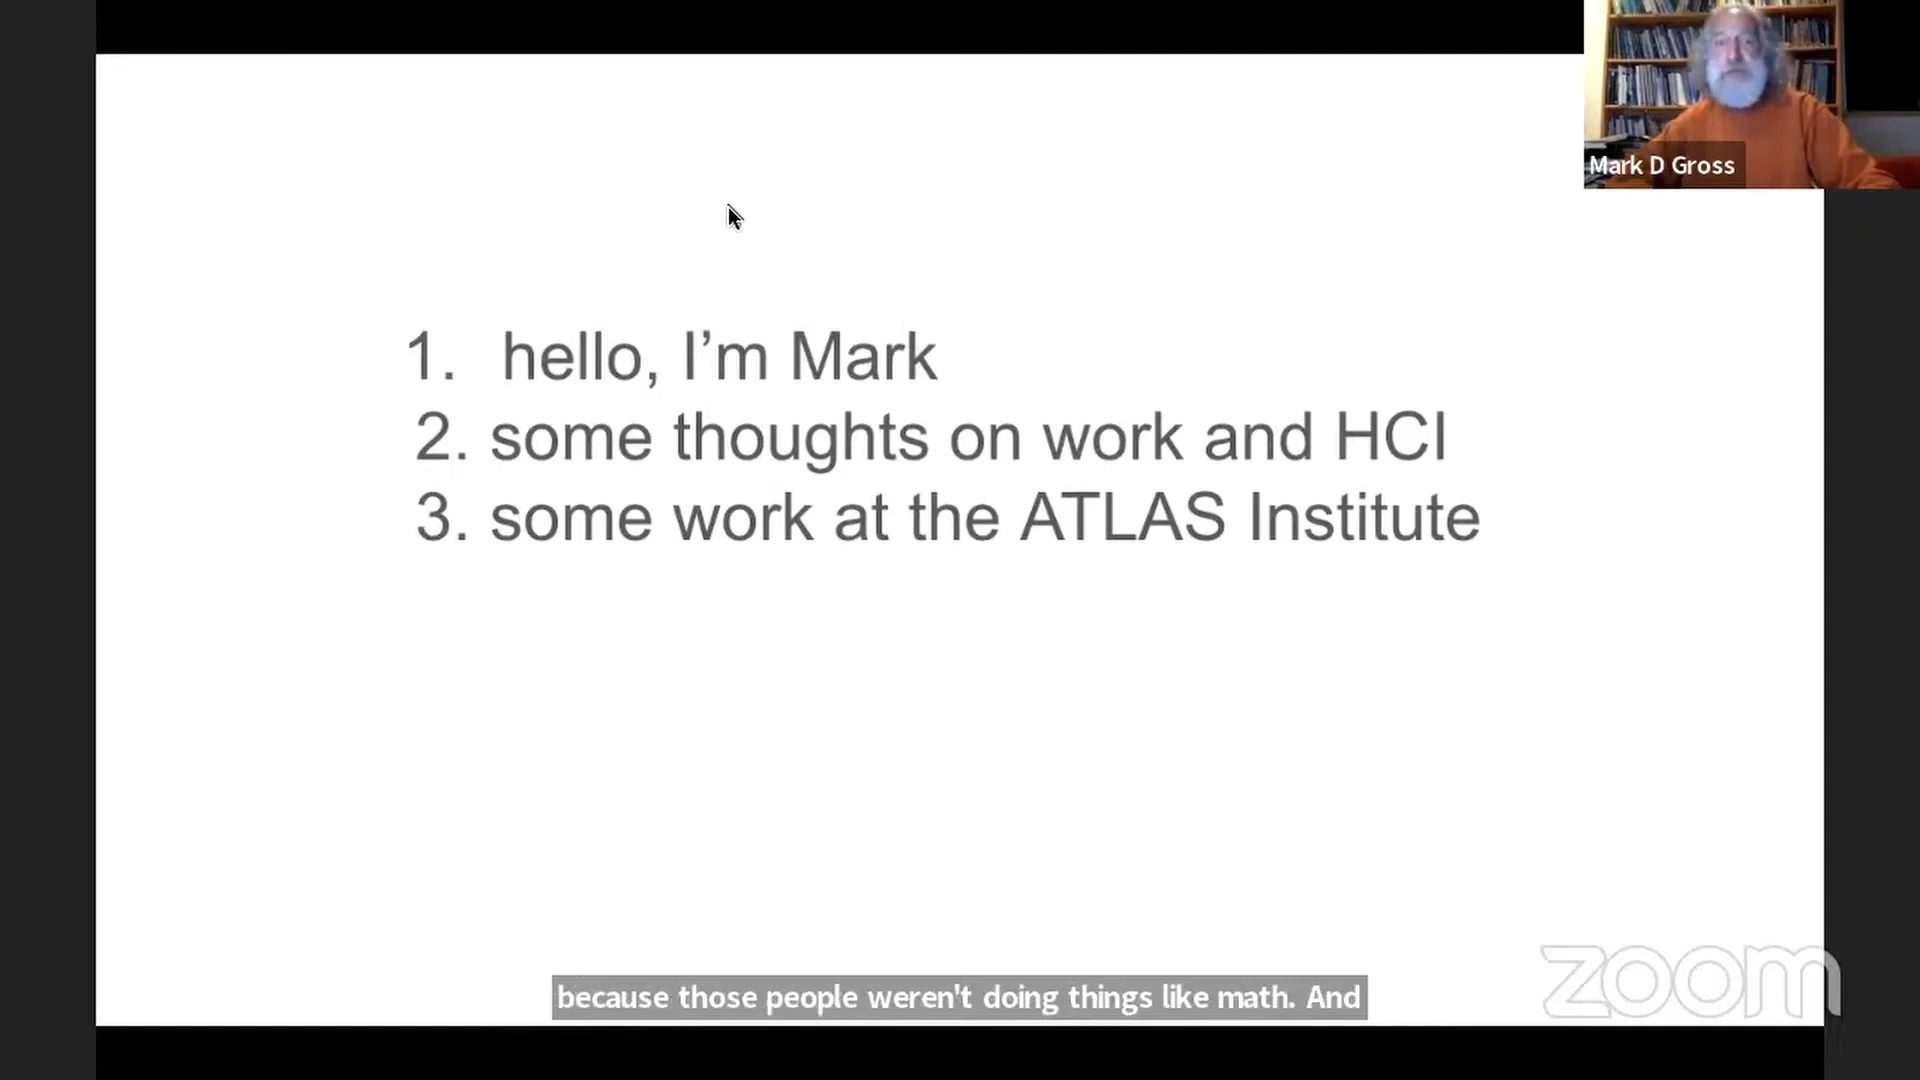 Mark D Gross
1. hello, I’m Mark
2. some thoughts on work and HCI
3. some work at the ATLAS Institute
because those people weren't doing things like math. And
zoom